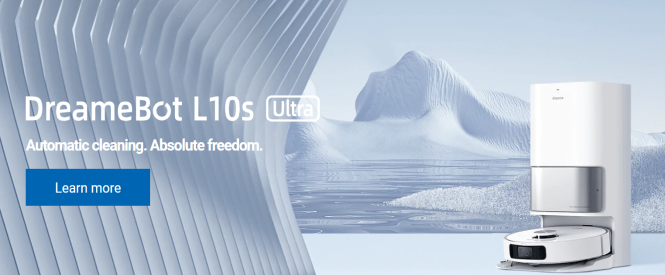 DreameBot L10s Ultra
Automatic cleaning. Absolute freedom.
Learn more